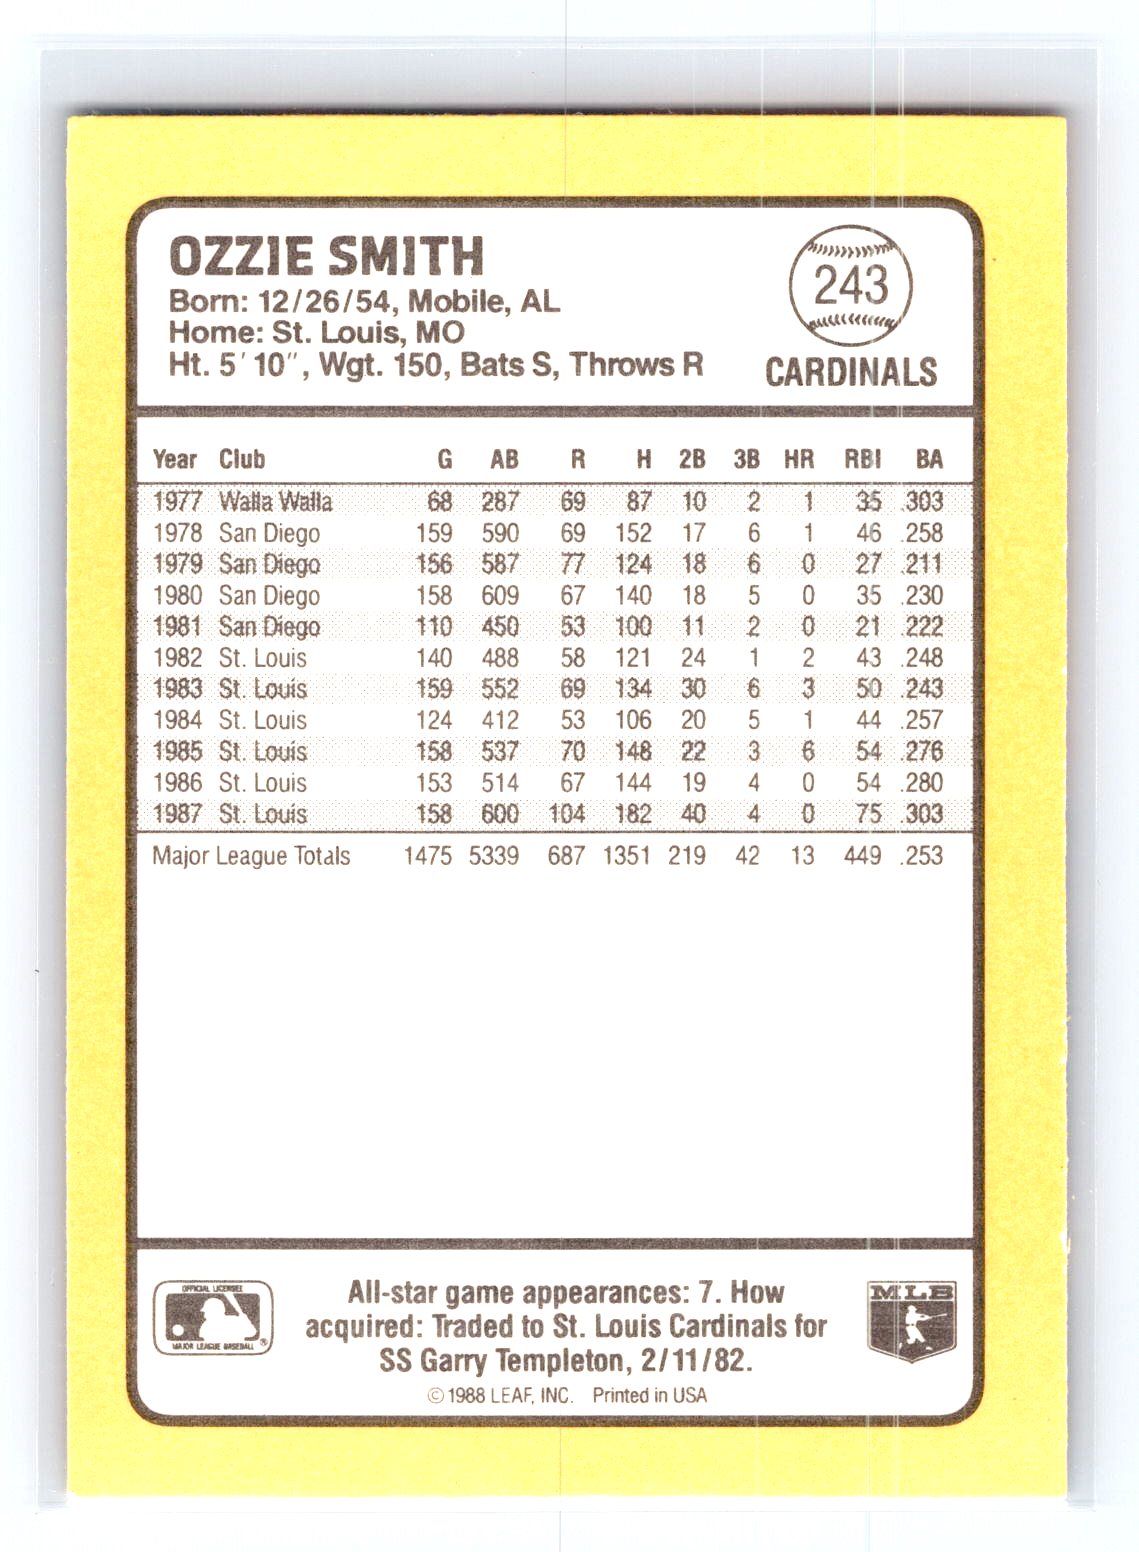 OZZIE SMITH
Born: 12/26/54, Mobile, AL
Home: St. Louis, MO
Ht. 5'10", Wgt. 150, Bats S, Throws R
243
CARDINALS
Year Club G AB R H 2B 3B HR RBI BA
1977 Walla Walla 68 287 69 87 10 2 1 35 .303
1978 San Diego 159 590 69 152 17 6 1 46 .258
1979 San Diego 156 587 77 124 18 6 0 27 .211
1980 San Diego 158 609 67 140 18 5 0 35 .230
1981 San Diego 110 450 53 100 11 2 0 21 .222
1982 St. Louis 140 488 58 121 24 1 2 43 .248
1983 St. Louis 159 552 69 134 30 6 3 50 .243
1984 St. Louis 124 412 53 106 20 5 1 44 .257
1985 St. Louis 158 537 70 148 22 3 6 54 .276
1986 St. Louis 153 514 67 144 19 4 0 54 .280
1987 St. Louis 158 600 104 182 40 4 0 75 .303
Major League Totals 1475 5339 687 1351 219 42 13 449 .253
OFFICIAL LICENSEE
MAJOR LEAGUE BASEBALL ®
All-star game appearances: 7. How
acquired: Traded to St. Louis Cardinals for
SS Garry Templeton, 2/11/82.
MLB
© 1988 LEAF, INC. Printed in USA